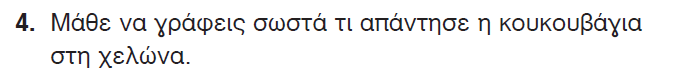 4. Μάθε να γράφεις σωστά τι απάντησε η κουκουβάγια
στη χελώνα.